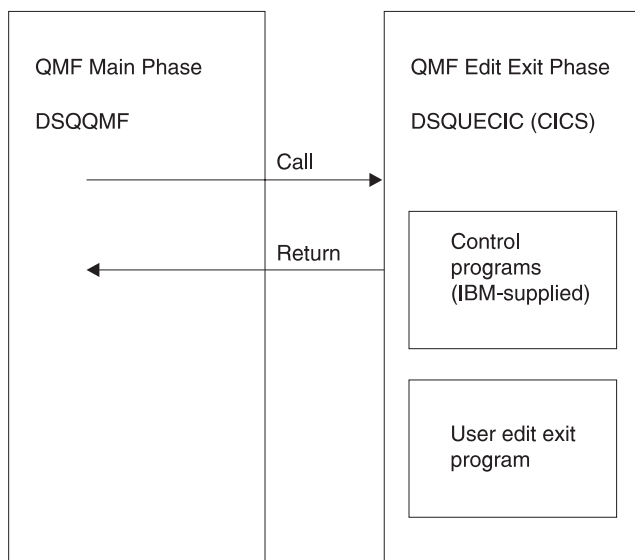 QMF Main Phase
DSQQMF
QMF Edit Exit Phase
DSQUECIC (CICS)
Call
Return
Control
programs
(IBM-supplied)
User edit exit
program